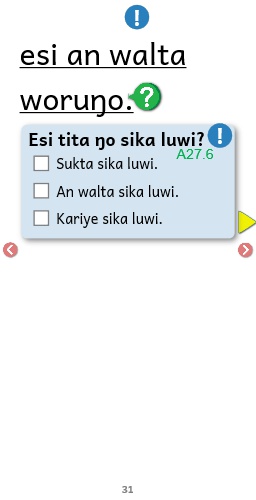 esi an walta
woruŋo.
Esi tita ŋo sika luwi?
A27.6
Sukta sika luwi.
An walta sika luwi.
Kariye sika luwi.
31